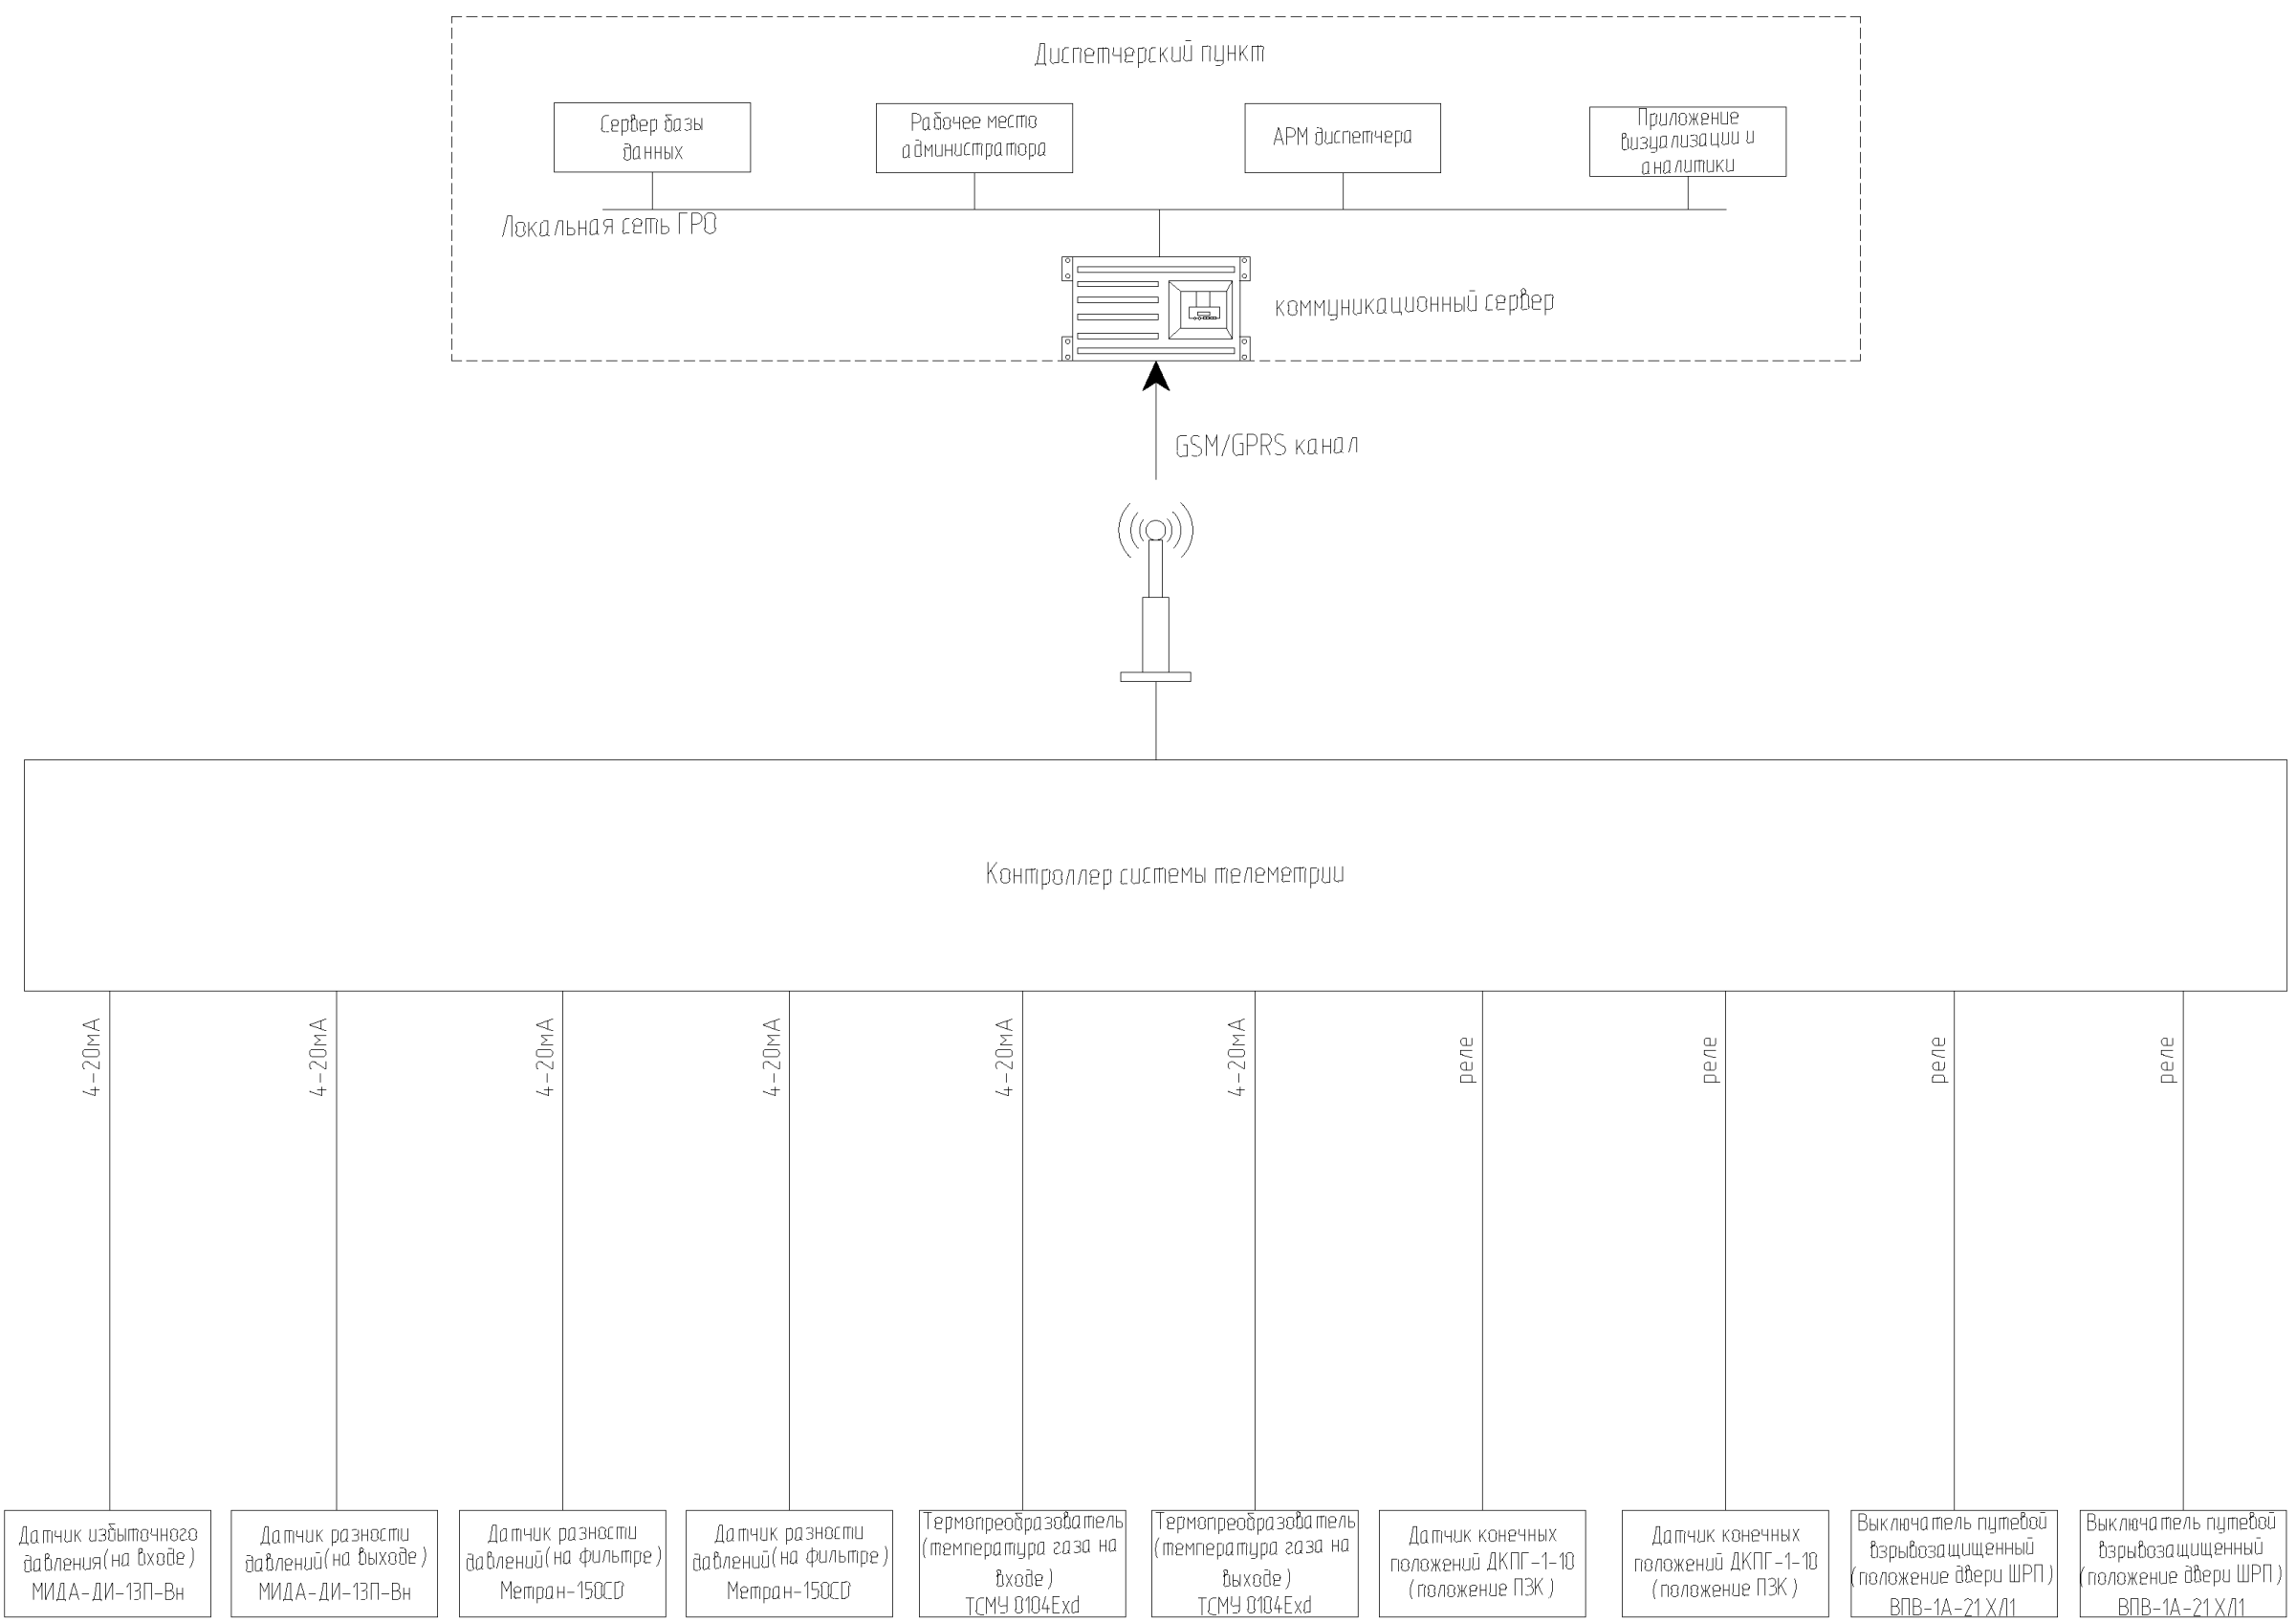 Диспетчерский пункт
Сервер базы
данных
Рабочее место
администратора
АРМ диспетчера
Приложение
визуализации и
аналитики
Локальная сеть ГРО
коммуникационный сервер
GSM/GPRS канал
Контроллер системы телеметрии
4-20мА
4-20мА
4-20мА
4-20мА
4-20мА
4-20мА
реле
реле
реле
реле
Датчик избыточного
давления(на входе)
МИДА-ДИ-13П-Вн
Датчик разности
давлений(на выходе)
МИДА-ДИ-13П-Вн
Датчик разности
давлений(на фильтре)
Метран-150CD
Датчик разности
давлений(на фильтре)
Метран-150CD
Термопреобразователь
(температура газа на
входе)
ТСМУ 0104Exd
Термопреобразователь
(температура газа на
выходе)
ТСМУ 0104Exd
Датчик конечных
положений ДКПГ-1-10
(положение ПЗК)
Датчик конечных
положений ДКПГ-1-10
(положение ПЗК)
Выключатель путевой
взрывозащищенный
(положение двери ШРП)
ВПВ-1А-21 ХЛ1
Выключатель путевой
взрывозащищенный
(положение двери ШРП)
ВПВ-1А-21 ХЛ1